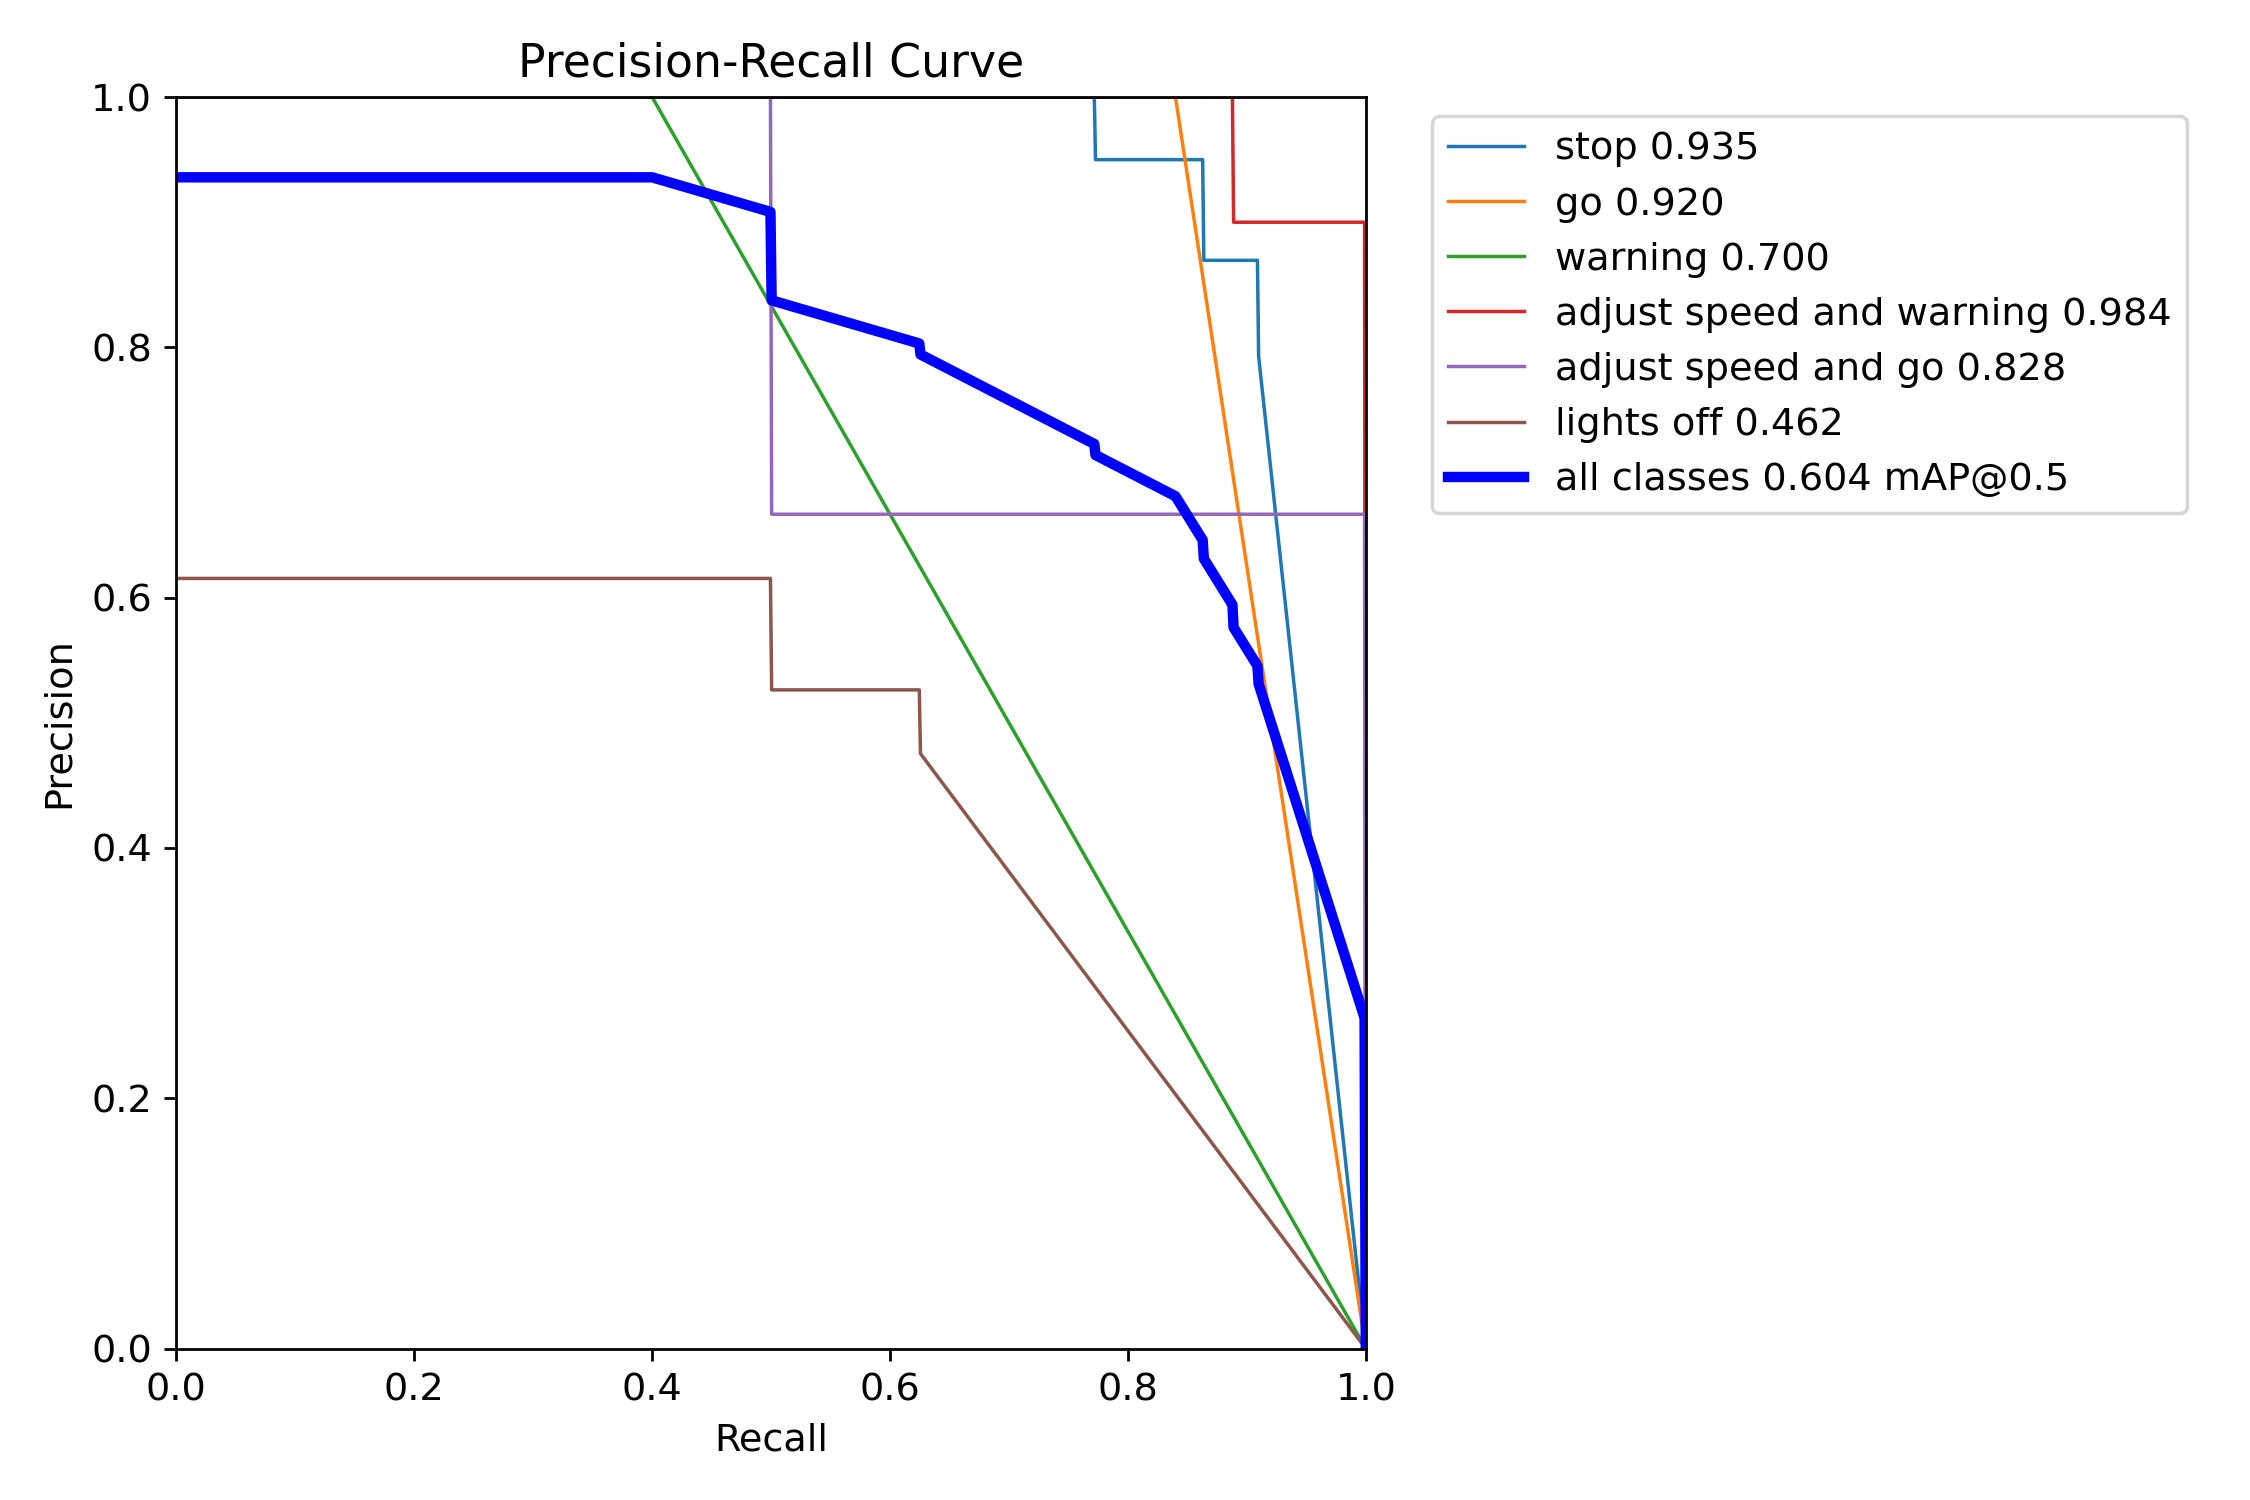 Precision-Recall Curve
1.0
0.8
0.6
0.4
0.2
0.0
Precision
0.0 0.2 0.4 0.6 0.8 1.0
Recall
stop 0.935
go 0.920
warning 0.700
adjust speed and warning 0.984
adjust speed and go 0.828
lights off 0.462
all classes 0.604 mAP@0.5